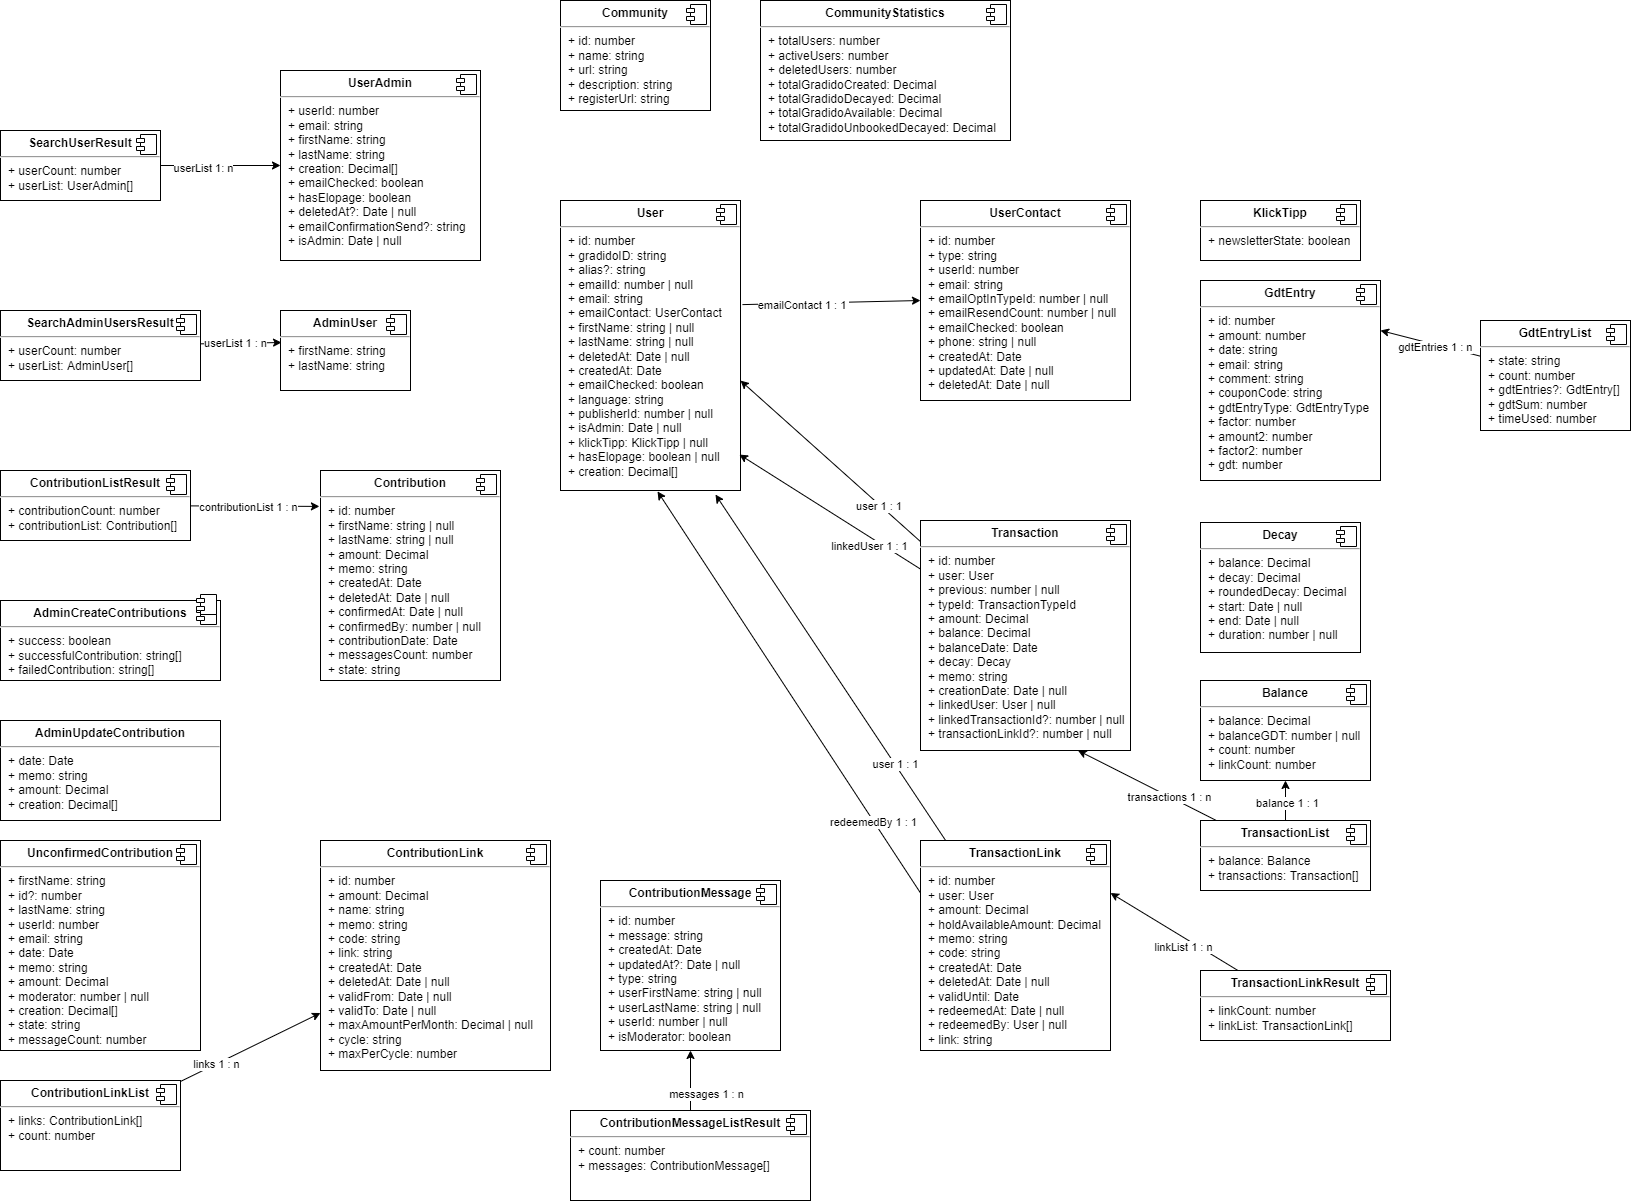 Community
+ id: number
+ name: string
+ url: string
+ description: string
+ registerUrl: string
CommunityStatistics
+ totalUsers: number
+ activeUsers: number
+ deletedUsers: number
+ totalGradidoCreated: Decimal
+ totalGradidoDecayed: Decimal
+ totalGradidoAvailable: Decimal
+ totalGradidoUnbookedDecayed: Decimal
SearchUserResult
+ userCount: number
+ userList: UserAdmin[]
userList 1: n
UserAdmin
+ userId: number
+ email: string
+ firstName: string
+ lastName: string
+ creation: Decimal[]
+ emailChecked: boolean
+ hasElopage: boolean
+ deletedAt?: Date | null
+ emailConfirmationSend?: string
+ isAdmin: Date | null
SearchAdminUsersResult
+ userCount: number
+ userList: AdminUser[]
userList 1 : n
AdminUser
+ firstName: string
+ lastName: string
User
+ id: number
+ gradidoID: string
+ alias?: string
+ emailId: number | null
+ email: string
+ emailContact: UserContact
+ firstName: string | null
+ lastName: string | null
+ deletedAt: Date | null
+ createdAt: Date
+ emailChecked: boolean
+ language: string
+ publisherId: number | null
+ isAdmin: Date | null
+ klickTipp: KlickTipp | null
+ hasElopage: boolean | null
+ creation: Decimal[]
emailContact 1 : 1
UserContact
+ id: number
+ type: string
+ userId: number
+ email: string
+ emailOptInTypeId: number | null
+ emailResendCount: number | null
+ emailChecked: boolean
+ phone: string | null
+ createdAt: Date
+ updatedAt: Date | null
+ deletedAt: Date | null
KlickTipp
+ newsletterState: boolean
GdtEntry
+ id: number
+ amount: number
+ date: string
+ email: string
+ comment: string
+ couponCode: string
+ gdtEntryType: GdtEntryType
+ factor: number
+ amount2: number
+ factor2: number
+ gdt: number
gdtEntries 1 : n
GdtEntryList
+ state: string
+ count: number
+ gdtEntries?: GdtEntry[]
+ gdtSum: number
+ timeUsed: number
ContributionListResult
+ contributionCount: number
+ contributionList: Contribution[]
contributionList 1 : n
Contribution
+ id: number
+ firstName: string | null
+ lastName: string | null
+ amount: Decimal
+ memo: string
+ createdAt: Date
+ deletedAt: Date | null
+ confirmedAt: Date | null
+ confirmedBy: number | null
+ contributionDate: Date
+ messagesCount: number
+ state: string
user 1 : 1
linkedUser 1 : 1
Transaction
+ id: number
+ user: User
+ previous: number | null
+ typeId: TransactionTypeId
+ amount: Decimal
+ balance: Decimal
+ balanceDate: Date
+ decay: Decay
+ memo: string
+ creationDate: Date | null
+ linkedUser: User | null
+ linkedTransactionId?: number | null
+ transactionLinkId?: number | null
Decay
+ balance: Decimal
+ decay: Decimal
+ roundedDecay: Decimal
+ start: Date | null
+ end: Date | null
+ duration: number | null
AdminCreateContributions
+ success: boolean
+ successfulContribution: string[]
+ failedContribution: string[]
Balance
+ balance: Decimal
+ balanceGDT: number | null
+ count: number
+ linkCount: number
AdminUpdateContribution
+ date: Date
+ memo: string
+ amount: Decimal
+ creation: Decimal[]
user 1 : 1
transactions 1 : n
balance 1 : 1
redeemedBy 1 : 1
TransactionList
+ balance: Balance
+ transactions: Transaction[]
UnconfirmedContribution
+ firstName: string
+ id?: number
+ lastName: string
+ userId: number
+ email: string
+ date: Date
+ memo: string
+ amount: Decimal
+ moderator: number | null
+ creation: Decimal[]
+ state: string
+ messageCount: number
ContributionLink
+ id: number
+ amount: Decimal
+ name: string
+ memo: string
+ code: string
+ link: string
+ createdAt: Date
+ deletedAt: Date | null
+ validFrom: Date | null
+ validTo: Date | null
+ maxAmountPerMonth: Decimal | null
+ cycle: string
+ maxPerCycle: number
ContributionMessage
+ id: number
+ message: string
+ createdAt: Date
+ updatedAt?: Date | null
+ type: string
+ userFirstName: string | null
+ userLastName: string | null
+ userId: number | null
+ isModerator: boolean
TransactionLink
+ id: number
+ user: User
+ amount: Decimal
+ holdAvailableAmount: Decimal
+ memo: string
+ code: string
+ createdAt: Date
+ deletedAt: Date | null
+ validUntil: Date
+ redeemedAt: Date | null
+ redeemedBy: User | null
+ link: string
linkList 1 : n
TransactionLinkResult
+ linkCount: number
+ linkList: TransactionLink[]
links 1 : n
ContributionLinkList
+ links: ContributionLink[]
+ count: number
messages 1 : n
ContributionMessageListResult
+ count: number
+ messages: ContributionMessage[]